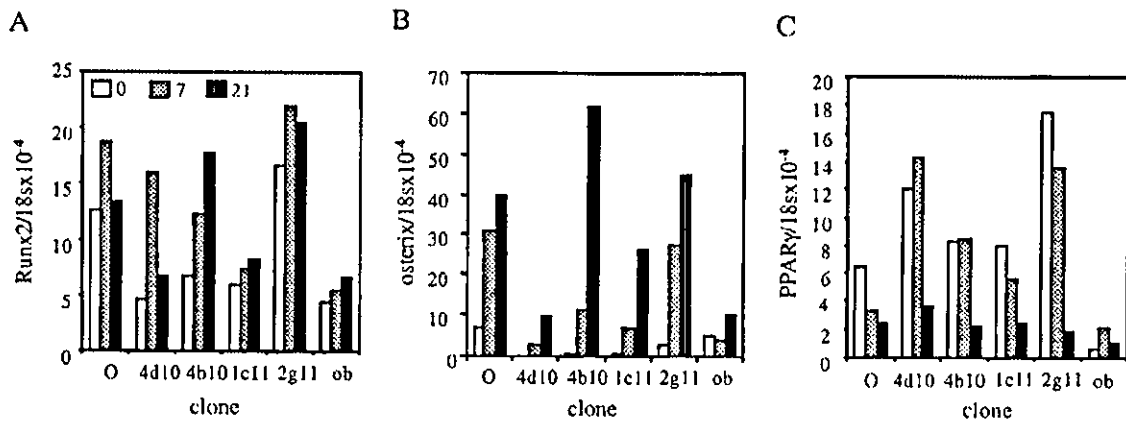 A
B
C
25
20
15
10
5
0
0 7 21
Runx2/18sx10-4
O 4d10 4b10 1c11 2g11 ob
clone
70
60
50
40
30
20
10
0
osterix/18sx10-4
O 4d10 4b10 1c11 2g11 ob
clone
20
18
14
12
10
8
6
4
2
0
PPARγ/18sx10-4
O 4d10 4b10 1c11 2g11 ob
clone